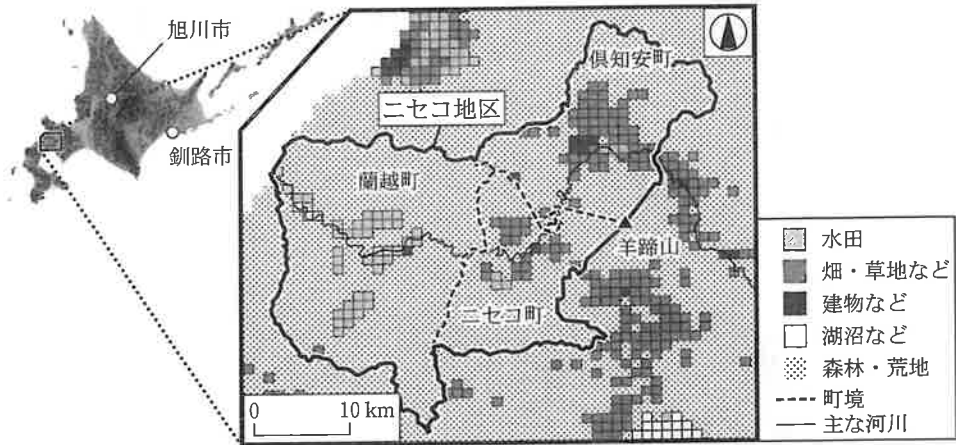 旭川市
釧路市
ニセコ地区
倶知安町
蘭越町
羊蹄山
ニセコ町
0 10 km
水田
畑・草地など
建物など
湖沼など
森林・荒地
町境
主な河川